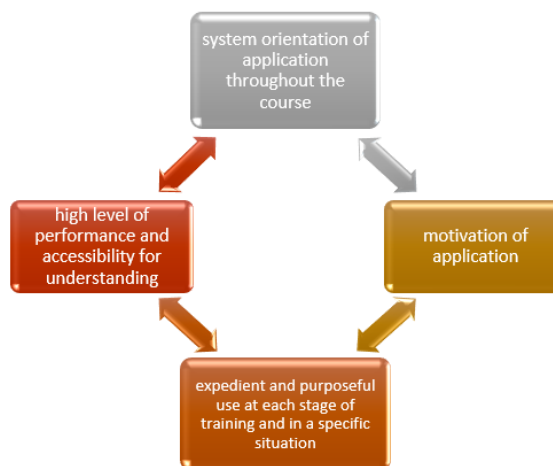 system orientation of
application
throughout the
course
high level of
performance and
accessibility for
understanding
motivation of
application
expedient and purposeful
use at each stage of
training and in a specific
situation